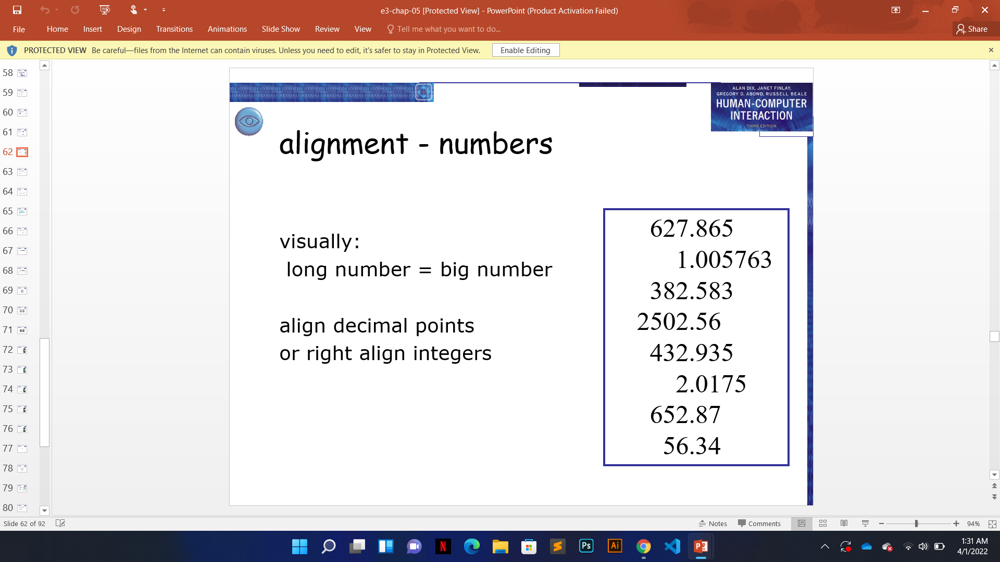 e3-chap-05 [Protected View] - PowerPoint (Product Activation Failed)
File Home Insert Design Transitions Animations Slide Show Review View Tell me what you want to do... Share
PROTECTED VIEW Be careful—files from the Internet can contain viruses. Unless you need to edit, it's safer to stay in Protected View. Enable Editing
58
59
60
61
62
63
64
65
66
67
68
69
70
71
72
73
74
75
76
77
78
79
80
ALAN DIX, JANET FINLAY,
GREGORY D. ABOWD, RUSSELL BEALE
HUMAN-COMPUTER
INTERACTION
THIRD EDITION
alignment - numbers
visually:
long number = big number
align decimal points
or right align integers
627.865
1.005763
382.583
2502.56
432.935
2.0175
652.87
56.34
Slide 62 of 92 Notes Comments 94%
N Ps Ai P
1:31 AM
4/1/2022